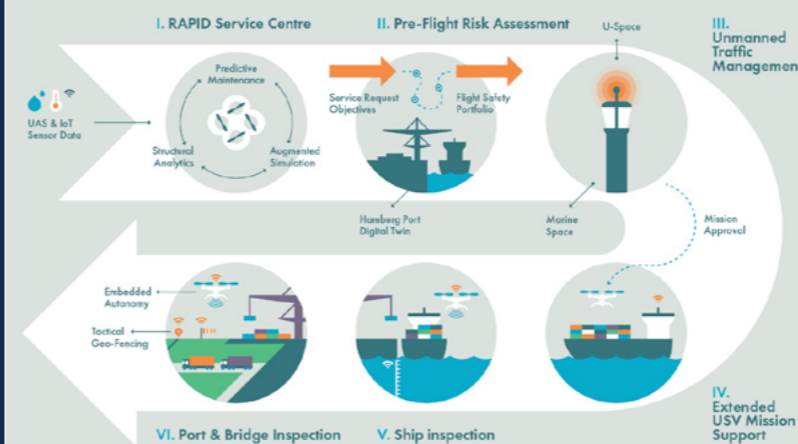 I. RAPID Service Centre
II. Pre-Flight Risk Assessment
U-Space
III.
Unmanned
Traffic
Management
Predictive
Maintenance
UAS & IoT
Sensor Data
Structural
Analytics
Augmented
Simulation
Service Request
Objectives
Flight Safety
Portfolio
Hamberg Port
Digital Twin
Marine
Space
Mission
Approval
Embedded
Autonomy
Tactical
Geo-Fencing
IV.
Extended
USV Mission
Support
VI. Port & Bridge Inspection
V. Ship inspection